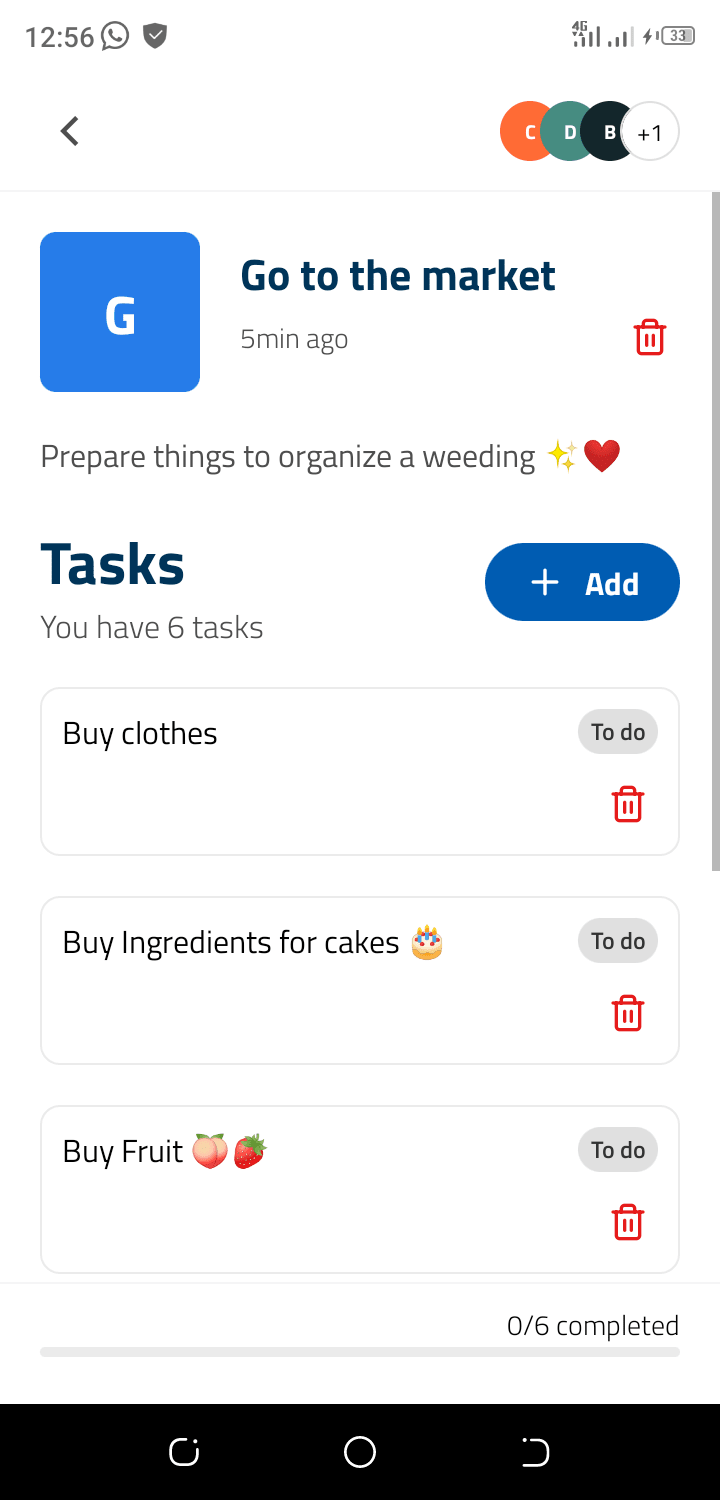 12:56 4G 33
C D B +1
G
Go to the market
5min ago
Prepare things to organize a weeding ✨❤️
Tasks
+ Add
You have 6 tasks
Buy clothes
To do
Buy Ingredients for cakes 🎂
To do
Buy Fruit 🍑🍓
To do
0/6 completed